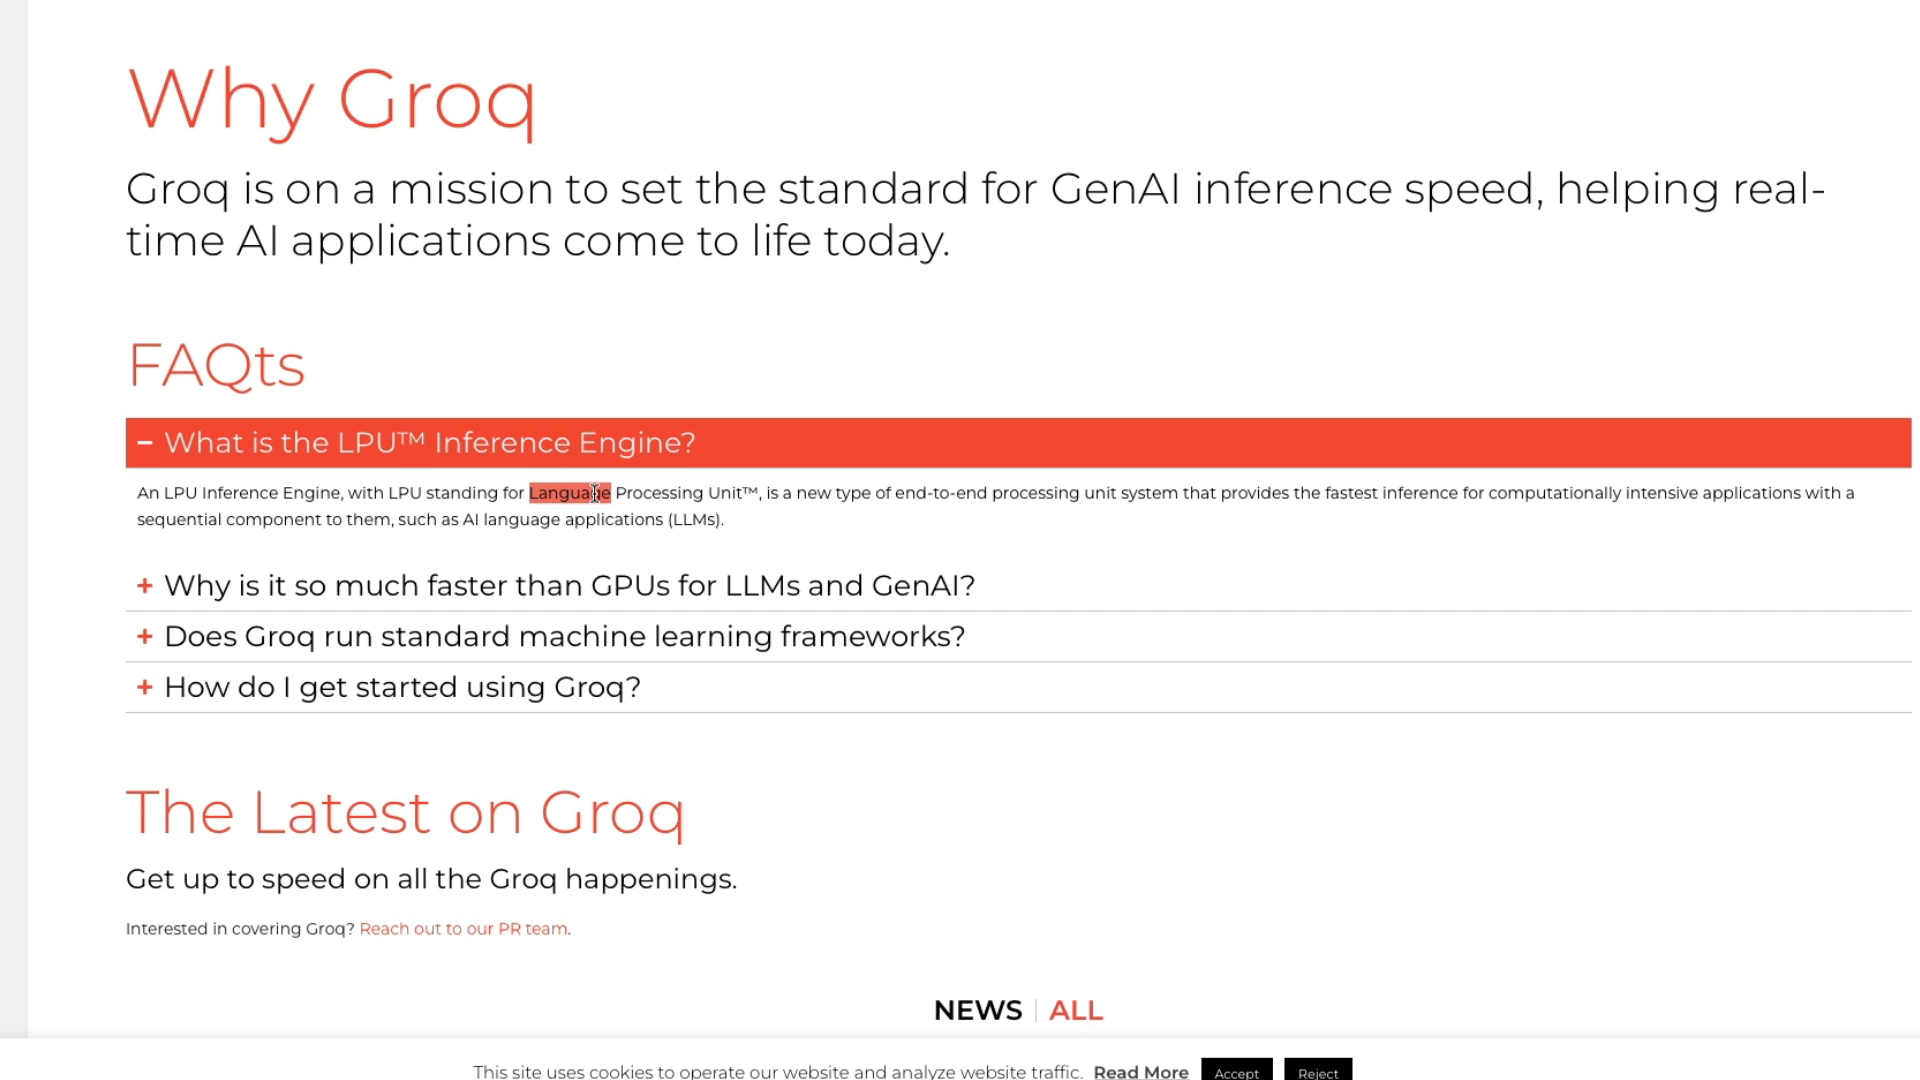 Why Groq
Groq is on a mission to set the standard for GenAI inference speed, helping real-
time AI applications come to life today.
FAQts
− What is the LPU™ Inference Engine?
An LPU Inference Engine, with LPU standing for Language Processing Unit™, is a new type of end-to-end processing unit system that provides the fastest inference for computationally intensive applications with a
sequential component to them, such as AI language applications (LLMs).
+ Why is it so much faster than GPUs for LLMs and GenAI?
+ Does Groq run standard machine learning frameworks?
+ How do I get started using Groq?
The Latest on Groq
Get up to speed on all the Groq happenings.
Interested in covering Groq? Reach out to our PR team.
NEWS | ALL
This site uses cookies to operate our website and analyze website traffic. Read More Accept Reject